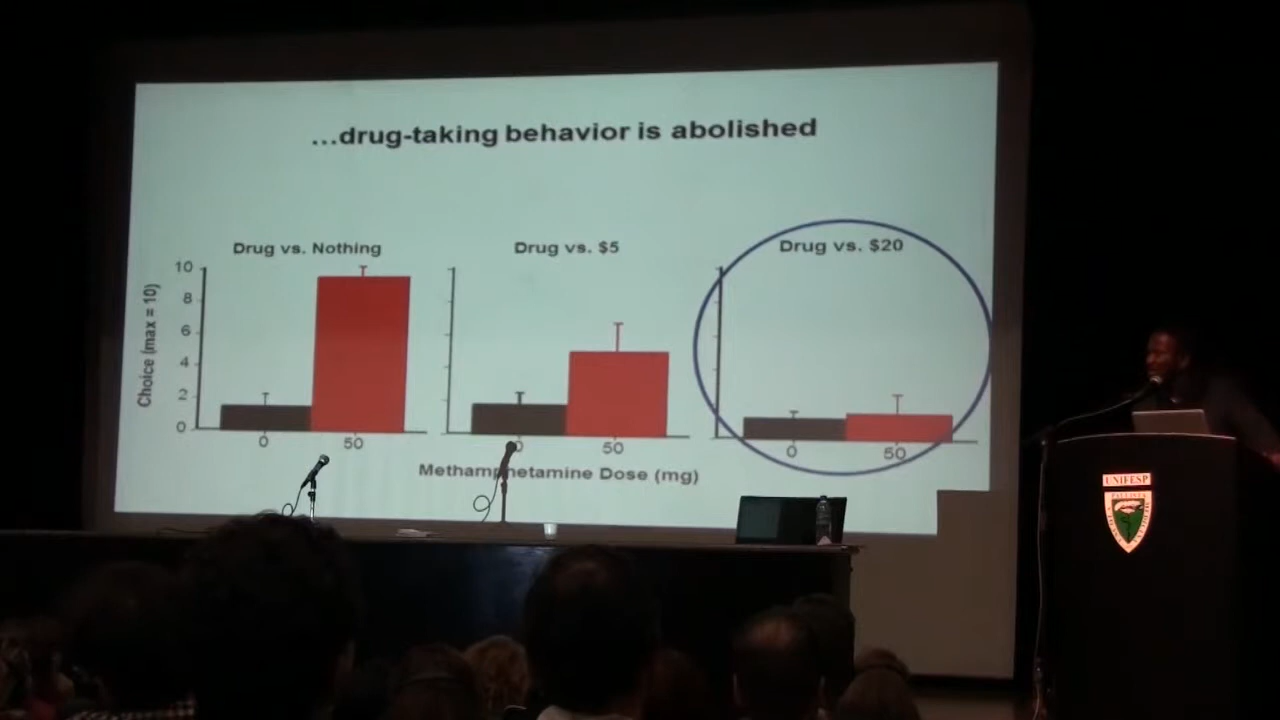 ...drug-taking behavior is abolished
Drug vs. Nothing
Drug vs. $5
Drug vs. $20
Choice (max = 10)
10
8
6
4
2
0
0
50
50
0
50
Methamphetamine Dose (mg)
UNIFESP